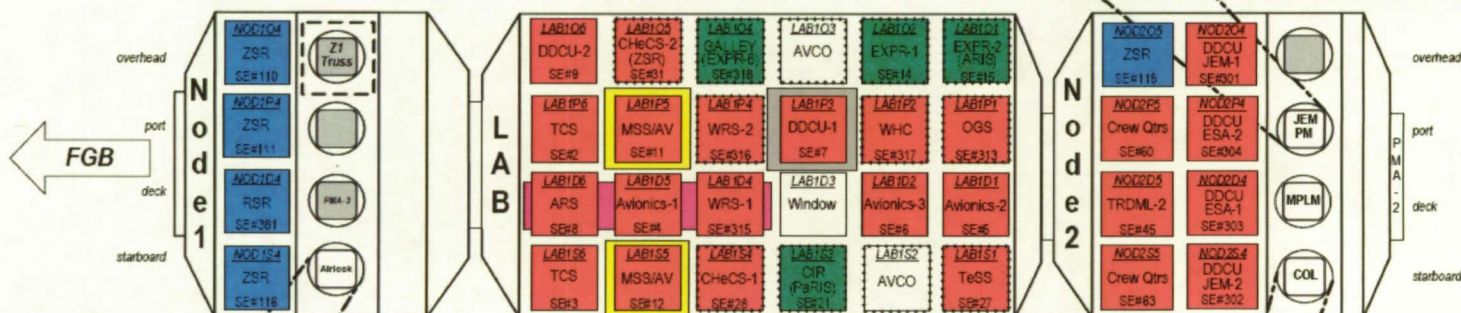 overhead
port
deck
starboard
FGB
Node1
NOD1O4
ZSR
SE#110
NOD1P4
ZSR
SE#111
NOD1D4
RSR
SE#381
NOD1S4
ZSR
SE#116
Z1
Truss
PMA-3
Airlock
LAB
LAB1O6
DDCU-2
SE#9
LAB1O5
CHeCS-2
(ZSR)
SE#31
LAB1O4
GALLEY
(EXPR-6)
SE#318
LAB1O3
AVCO
LAB1O2
EXPR-1
SE#14
LAB1O1
EXPR-2
(ARIS)
SE#15
LAB1P6
TCS
SE#2
LAB1P5
MSS/AV
SE#11
LAB1P4
WRS-2
SE#316
LAB1P3
DDCU-1
SE#7
LAB1P2
WHC
SE#317
LAB1P1
OGS
SE#313
LAB1D6
ARS
SE#8
LAB1D5
Avionics-1
SE#4
LAB1D4
WRS-1
SE#315
LAB1D3
Window
LAB1D2
Avionics-3
SE#6
LAB1D1
Avionics-2
SE#5
LAB1S6
TCS
SE#3
LAB1S5
MSS/AV
SE#12
LAB1S4
CHeCS-1
SE#28
LAB1S3
CIR
(PaRIS)
SE#21
LAB1S2
AVCO
LAB1S1
TeSS
SE#27
Node2
NOD2O5
ZSR
SE#118
NOD2O4
DDCU
JEM-1
SE#301
NOD2P5
Crew Qtrs
SE#60
NOD2P4
DDCU
ESA-2
SE#304
NOD2D5
TRDML-2
SE#45
NOD2D4
DDCU
ESA-1
SE#303
NOD2S5
Crew Qtrs
SE#63
NOD2S4
DDCU
JEM-2
SE#302
JEM
PM
MPLM
COL
PMA-2
overhead
port
deck
starboard